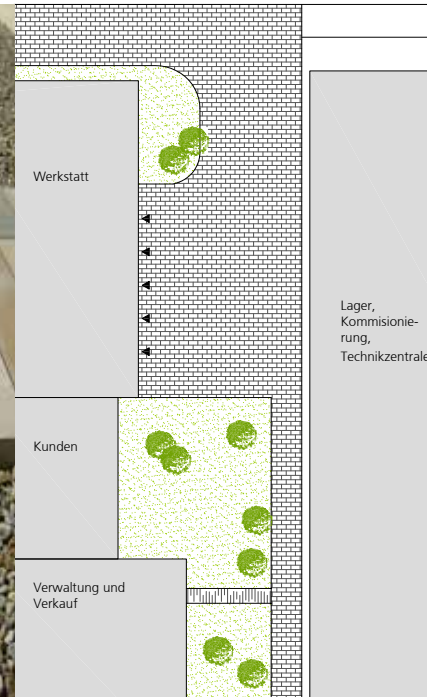 Werkstatt
Lager,
Kommisionie-
rung,
Technikzentrale
Kunden
Verwaltung und
Verkauf